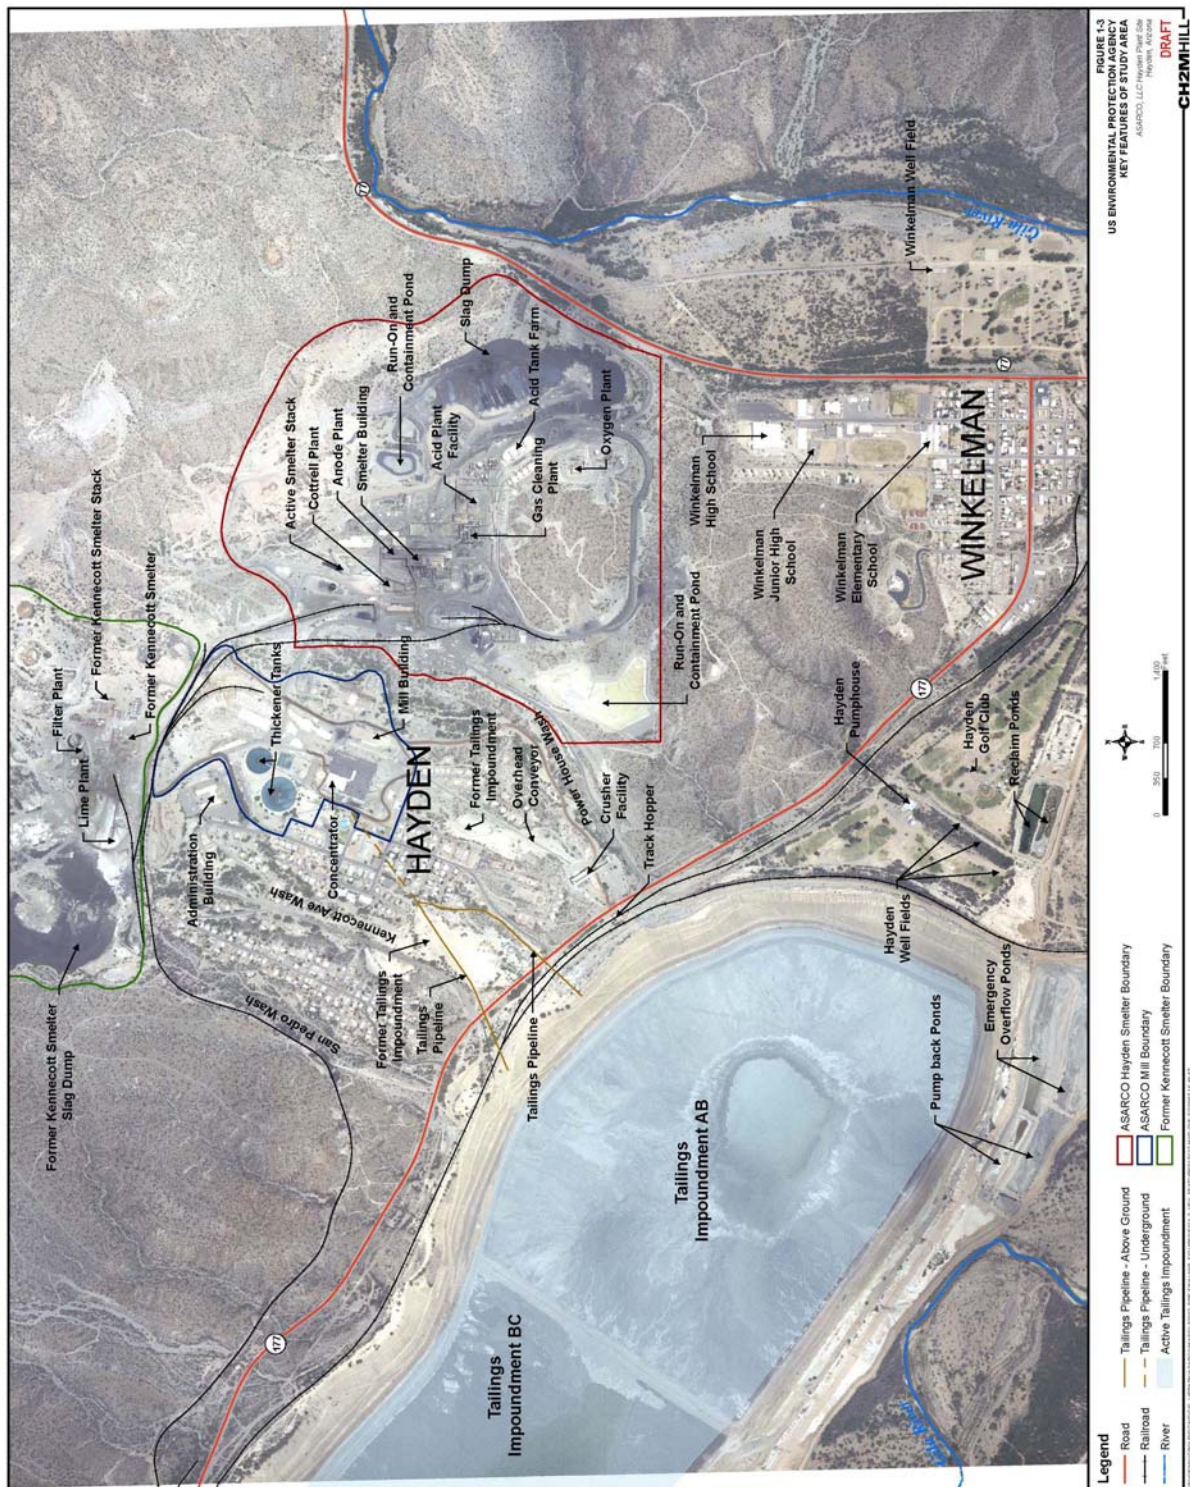 FIGURE 1-3
US ENVIRONMENTAL PROTECTION AGENCY
KEY FEATURES OF STUDY AREA
ASARCO, LLC Hayden Plant Site
Hayden, Arizona
DRAFT
CH2MHILL
Former Kennecott Smelter
Slag Dump
Lime Plant
Filter Plant
Former Kennecott Smelter Stack
Former Kennecott Smelter
San Pedro Wash
Kennecott Ave Wash
Administration
Building
Concentrator
Thickener Tanks
Mill Building
HAYDEN
Former Tailings
Impoundment
Tailings
Pipeline
Tailings Pipeline
Former Tailings
Impoundment
Overhead
Conveyor
Power House Wash
Crusher
Facility
Track Hopper
Active Smelter Stack
Cottrell Plant
Anode Plant
Smelter Building
Run-On and
Containment Pond
Acid Plant
Facility
Slag Dump
Acid Tank Farm
Gas Cleaning
Plant
Oxygen Plant
Run-On and
Containment Pond
77
77
177
177
Winkelman
High School
Winkelman
Junior High
School
Winkelman
Elementary
School
WINKELMAN
Winkelman Well Field
Gila River
Hayden
Pumphouse
Hayden
Golf Club
Reclaim Ponds
Hayden
Well Fields
Emergency
Overflow Ponds
Pump back Ponds
Tailings
Impoundment AB
Tailings
Impoundment BC
Gila River
Legend
Road
Railroad
River
Tailings Pipeline - Above Ground
Tailings Pipeline - Underground
Active Tailings Impoundment
ASARCO Hayden Smelter Boundary
ASARCO Mill Boundary
Former Kennecott Smelter Boundary
N
0 350 700 1,400
Feet